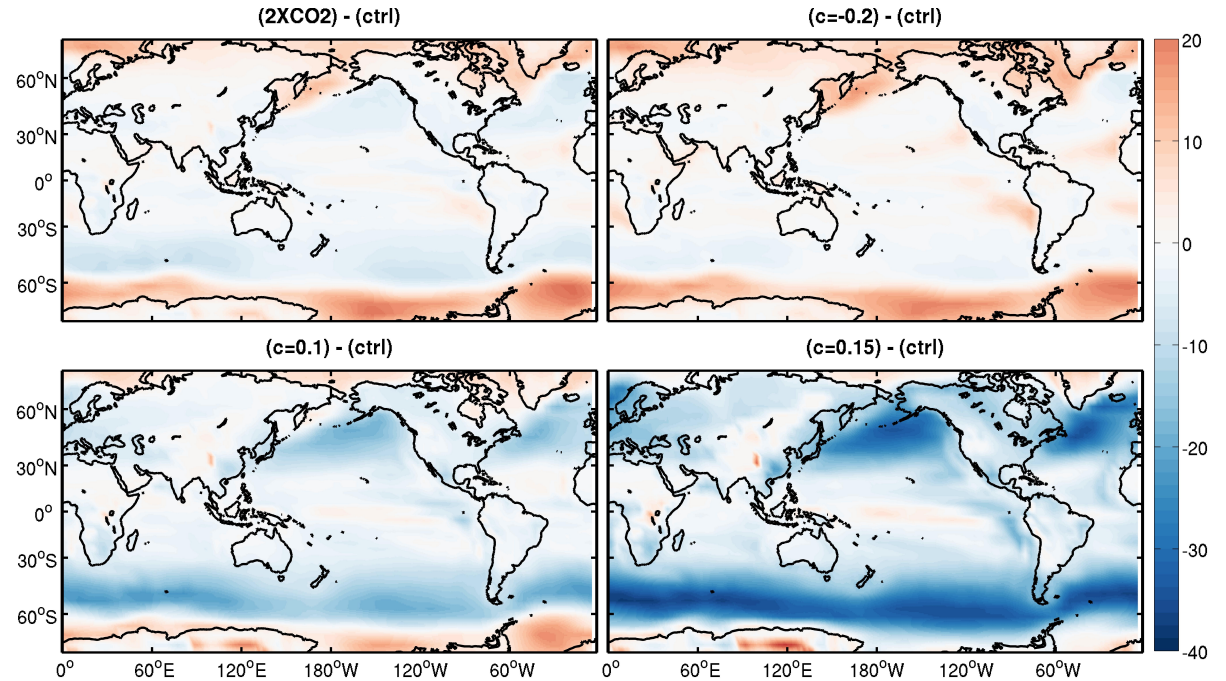 (2XCO2) - (ctrl)
(c=-0.2) - (ctrl)
60°N
30°N
0°
30°S
60°S
20
10
0
-10
-20
-30
-40
(c=0.1) - (ctrl)
(c=0.15) - (ctrl)
60°N
30°N
0°
30°S
60°S
0° 60°E 120°E 180°W 120°W 60°W
0° 60°E 120°E 180°W 120°W 60°W